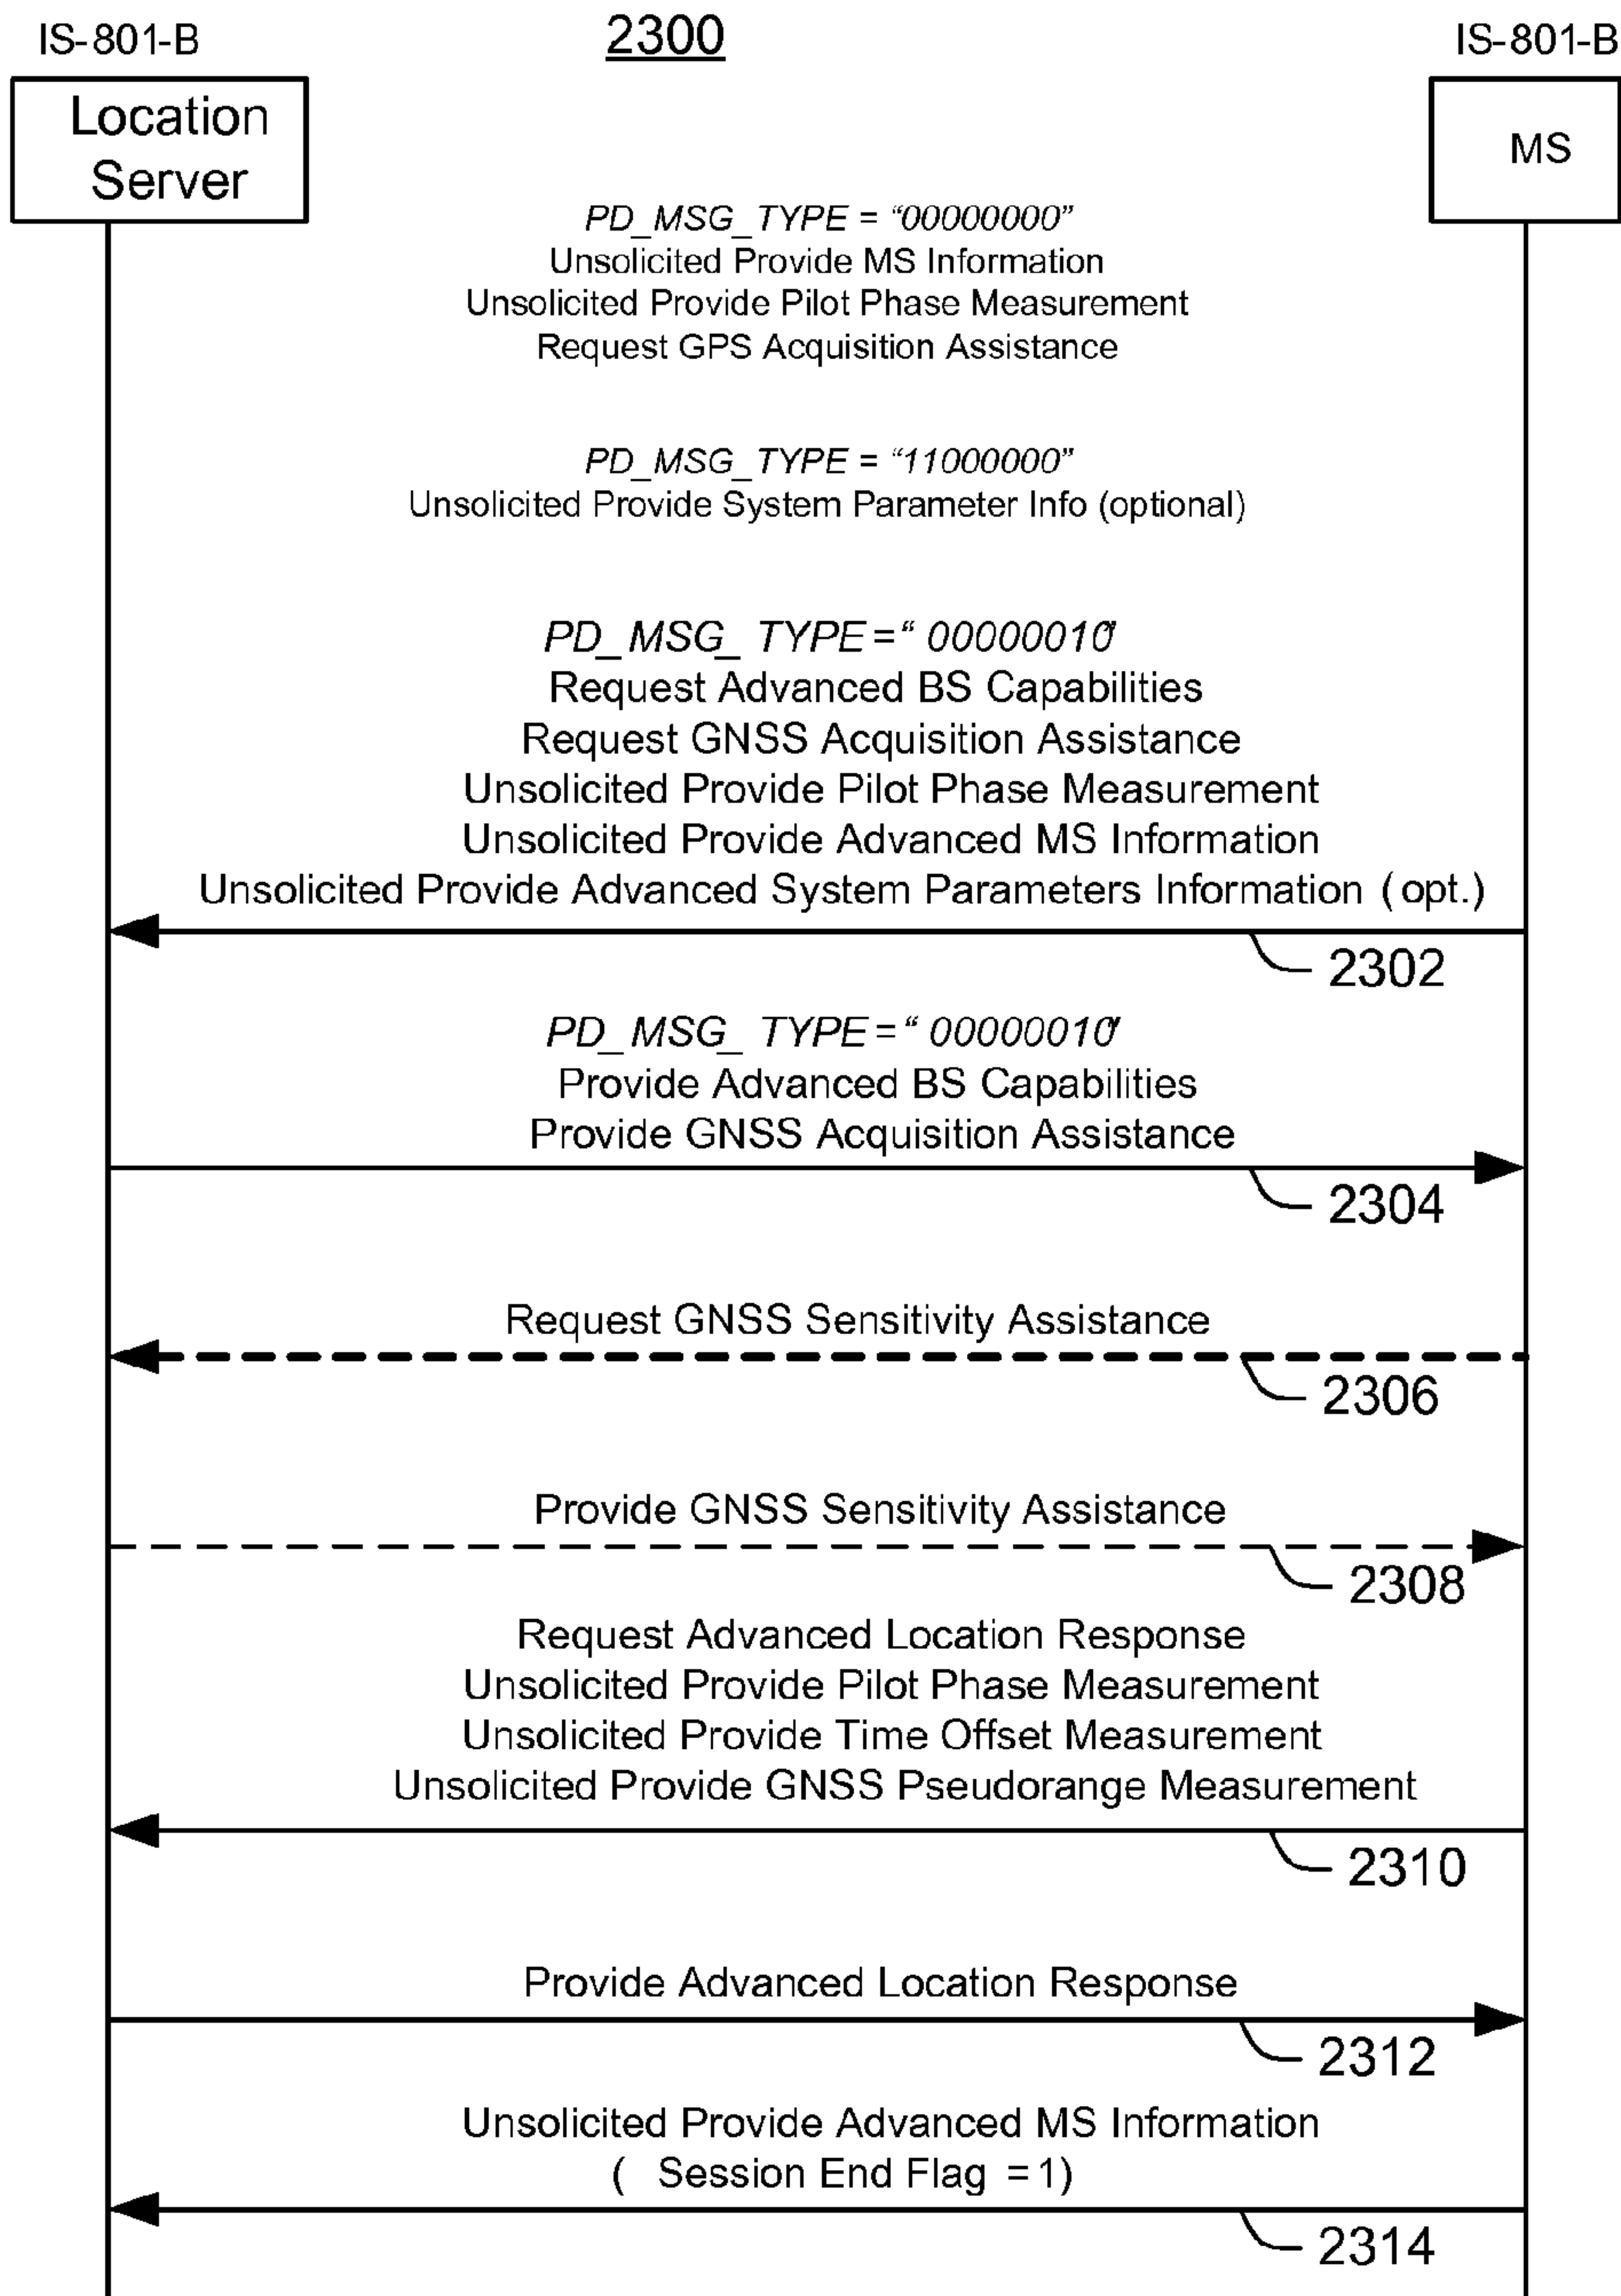 IS-801-B
2300
IS-801-B
Location
Server
MS
PD_MSG_TYPE = “00000000”
Unsolicited Provide MS Information
Unsolicited Provide Pilot Phase Measurement
Request GPS Acquisition Assistance
PD_MSG_TYPE = “11000000”
Unsolicited Provide System Parameter Info (optional)
PD_MSG_ TYPE=“ 00000010”
Request Advanced BS Capabilities
Request GNSS Acquisition Assistance
Unsolicited Provide Pilot Phase Measurement
Unsolicited Provide Advanced MS Information
Unsolicited Provide Advanced System Parameters Information (opt.)
2302
PD_MSG_ TYPE=“ 00000010”
Provide Advanced BS Capabilities
Provide GNSS Acquisition Assistance
2304
Request GNSS Sensitivity Assistance
2306
Provide GNSS Sensitivity Assistance
2308
Request Advanced Location Response
Unsolicited Provide Pilot Phase Measurement
Unsolicited Provide Time Offset Measurement
Unsolicited Provide GNSS Pseudorange Measurement
2310
Provide Advanced Location Response
2312
Unsolicited Provide Advanced MS Information
( Session End Flag =1)
2314